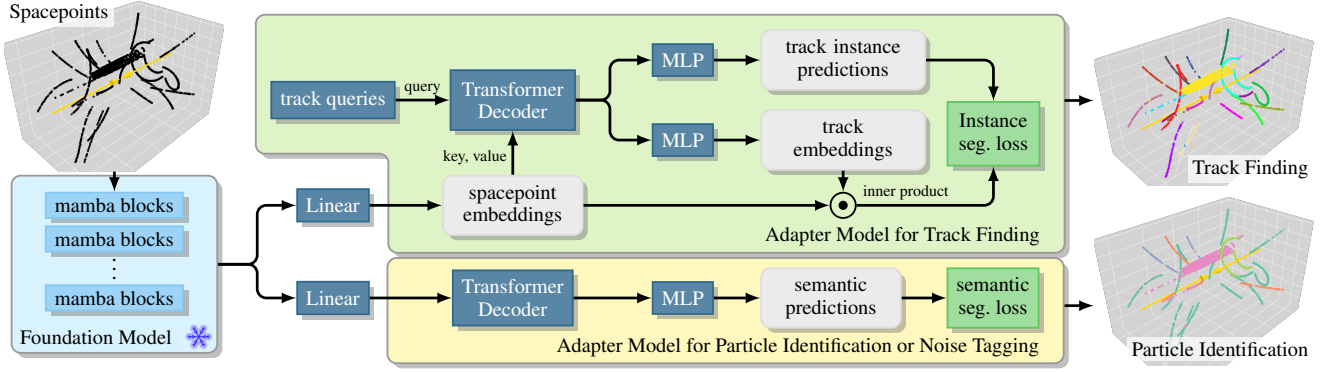 Spacepoints
mamba blocks
mamba blocks
⋮
mamba blocks
Foundation Model
track queries
query
Transformer
Decoder
key, value
MLP
MLP
track instance
predictions
track
embeddings
Instance
seg. loss
Linear
spacepoint
embeddings
inner product
Adapter Model for Track Finding
Linear
Transformer
Decoder
MLP
semantic
predictions
semantic
seg. loss
Adapter Model for Particle Identification or Noise Tagging
Track Finding
Particle Identification